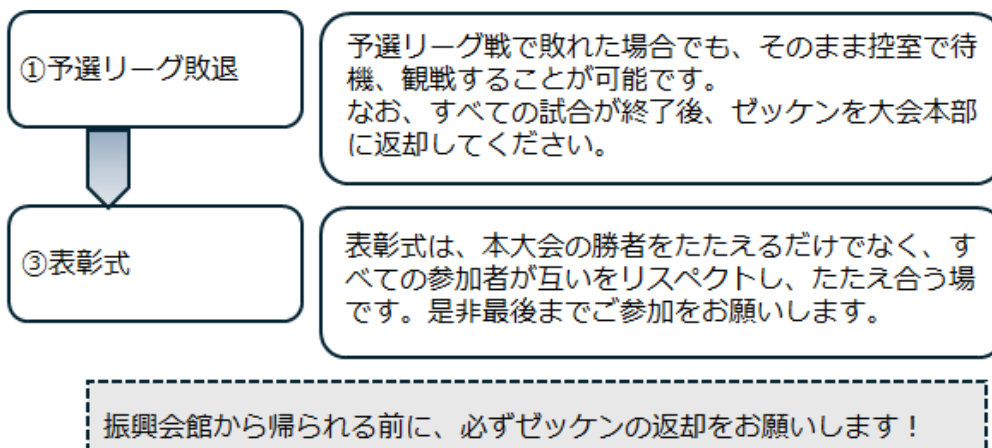 ①予選リーグ敗退
予選リーグ戦で敗れた場合でも、そのまま控室で待
機、観戦することが可能です。
なお、すべての試合が終了後、ゼッケンを大会本部
に返却してください。
③表彰式
表彰式は、本大会の勝者をたたえるだけでなく、す
べての参加者が互いをリスペクトし、たたえ合う場
です。是非最後までご参加をお願いします。
振興会館から帰られる前に、必ずゼッケンの返却をお願いします！